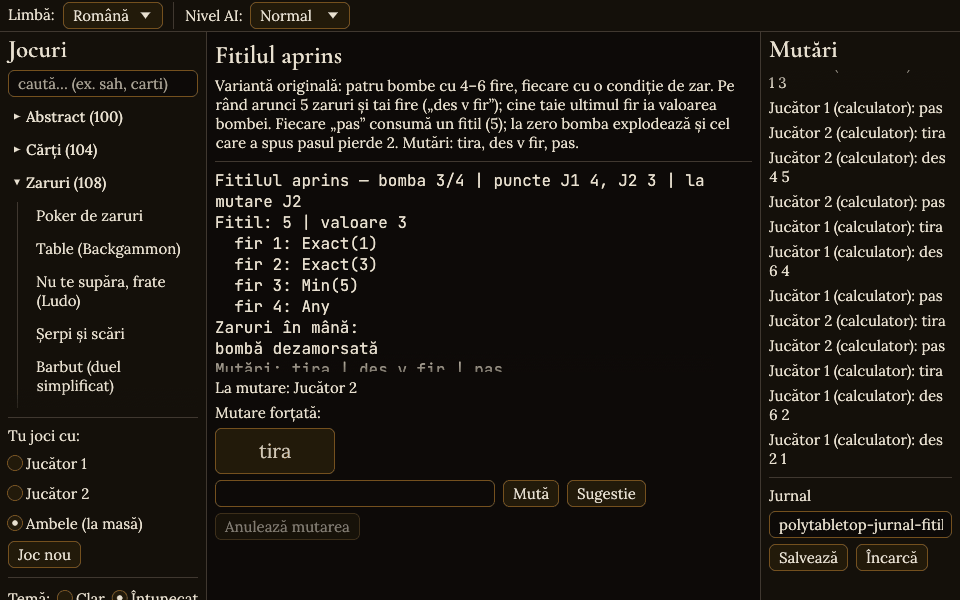 Limbă: Română ▼ Nivel AI: Normal ▼
Jocuri
caută... (ex. sah, carti)
▸ Abstract (100)
▸ Cărți (104)
▾ Zaruri (108)
Poker de zaruri
Table (Backgammon)
Nu te supăra, frate
(Ludo)
Șerpi și scări
Barbut (duel
simplificat)
Tu joci cu:
Jucător 1
Jucător 2
Ambele (la masă)
Joc nou
Temă: Clar Întunecat
Fitilul aprins
Variantă originală: patru bombe cu 4–6 fire, fiecare cu o condiție de zar. Pe
rând arunci 5 zaruri și tai fire („des v fir”); cine taie ultimul fir ia valoarea
bombei. Fiecare „pas” consumă un fitil (5); la zero bomba explodează și cel
care a spus pasul pierde 2. Mutări: tira, des v fir, pas.
Fitilul aprins — bomba 3/4 | puncte J1 4, J2 3 | la
mutare J2
Fitil: 5 | valoare 3
fir 1: Exact(1)
fir 2: Exact(3)
fir 3: Min(5)
fir 4: Any
Zaruri în mână:
bombă dezamorsată
Mutări: tira | des v fir | pas
La mutare: Jucător 2
Mutare forțată:
tira
Mută Sugestie
Anulează mutarea
Mutări
1 3
Jucător 1 (calculator): pas
Jucător 2 (calculator): tira
Jucător 2 (calculator): des
4 5
Jucător 2 (calculator): pas
Jucător 1 (calculator): tira
Jucător 1 (calculator): des
6 4
Jucător 1 (calculator): pas
Jucător 2 (calculator): tira
Jucător 2 (calculator): pas
Jucător 1 (calculator): tira
Jucător 1 (calculator): des
6 2
Jucător 1 (calculator): des
2 1
Jurnal
polytabletop-jurnal-fitil
Salvează Încarcă